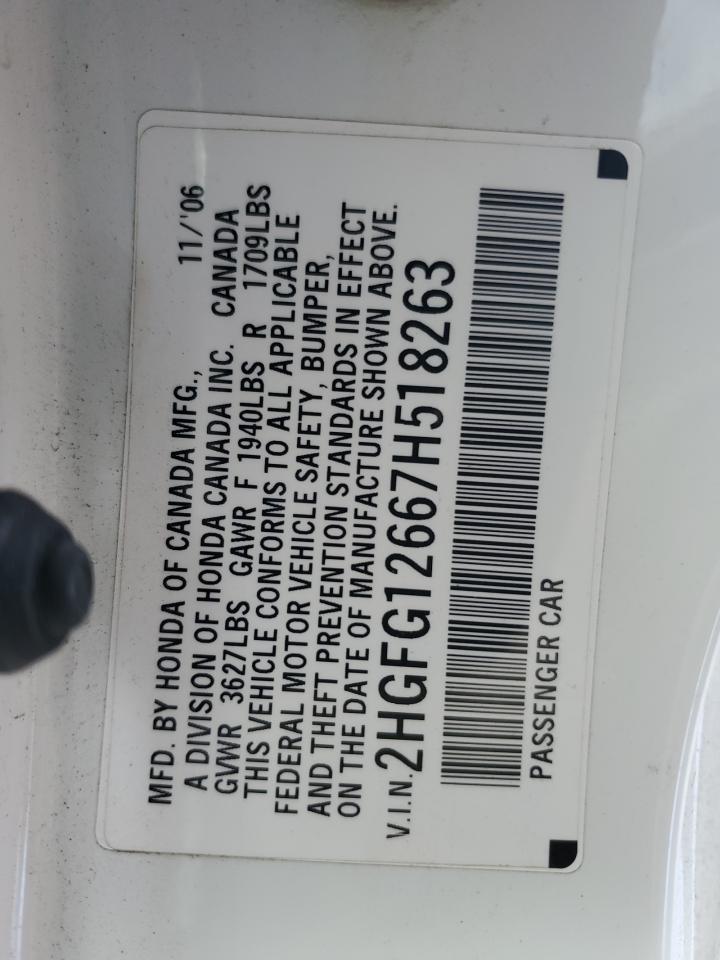 MFD. BY HONDA OF CANADA MFG., 11/'06
A DIVISION OF HONDA CANADA INC. CANADA
GVWR 3627LBS GAWR F 1940LBS R 1709LBS
THIS VEHICLE CONFORMS TO ALL APPLICABLE
FEDERAL MOTOR VEHICLE SAFETY, BUMPER,
AND THEFT PREVENTION STANDARDS IN EFFECT
ON THE DATE OF MANUFACTURE SHOWN ABOVE.
V.I.N. 2HGFG12667H518263
PASSENGER CAR